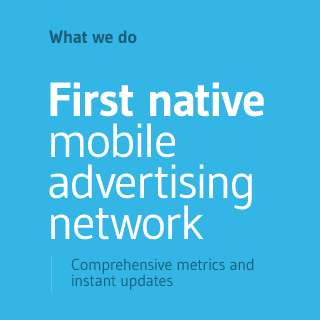 What we do
First native
mobile
advertising
network
Comprehensive metrics and
instant updates